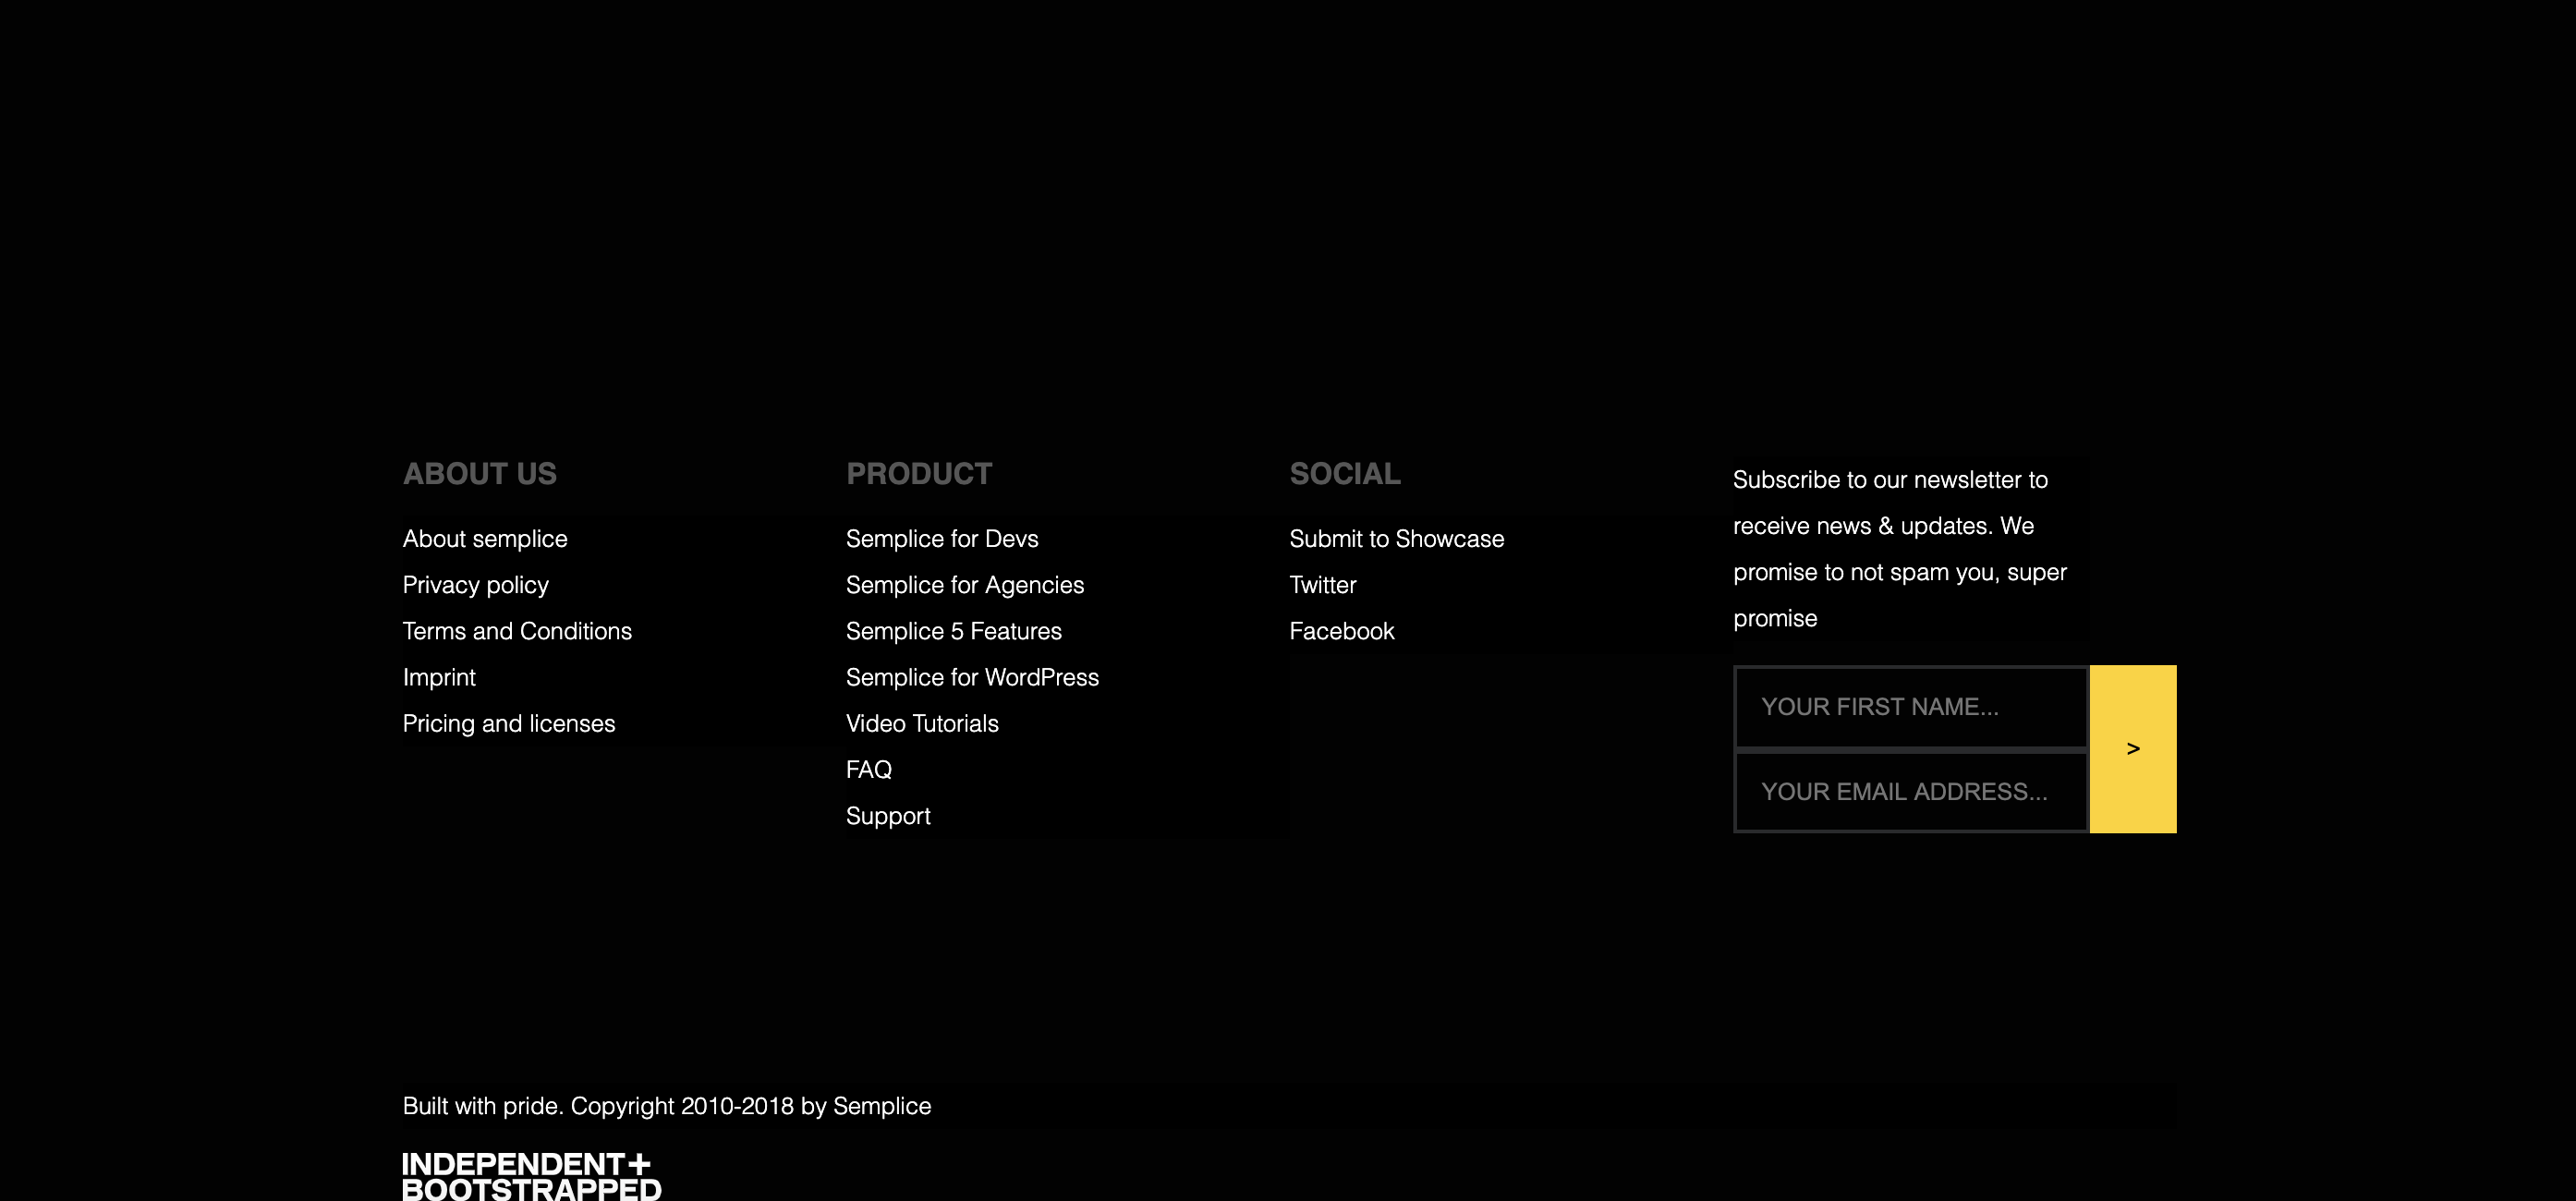 ABOUT US
About semplice
Privacy policy
Terms and Conditions
Imprint
Pricing and licenses
PRODUCT
Semplice for Devs
Semplice for Agencies
Semplice 5 Features
Semplice for WordPress
Video Tutorials
FAQ
Support
SOCIAL
Submit to Showcase
Twitter
Facebook
Subscribe to our newsletter to
receive news & updates. We
promise to not spam you, super
promise
YOUR FIRST NAME...
YOUR EMAIL ADDRESS...
>
Built with pride. Copyright 2010-2018 by Semplice
INDEPENDENT+
BOOTSTRAPPED